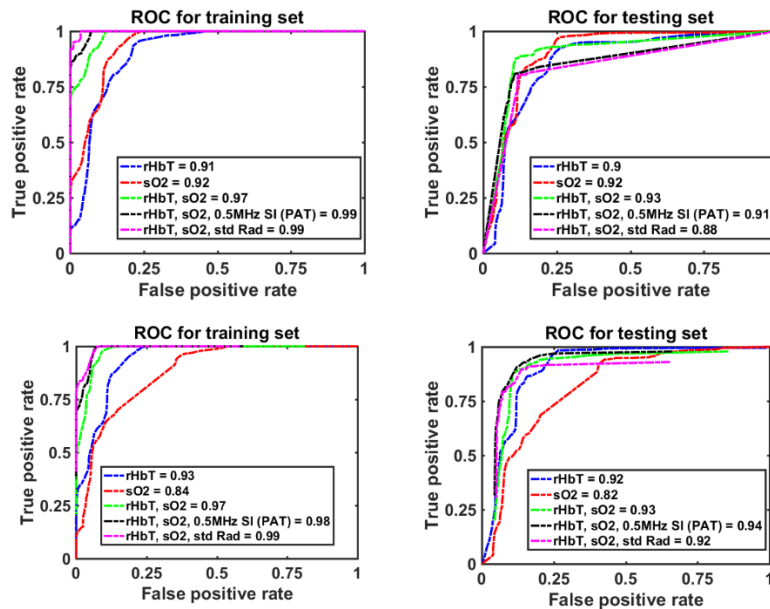 ROC for training set
True positive rate
1
0.75
0.5
0.25
0
rHbT = 0.91
sO2 = 0.92
rHbT, sO2 = 0.97
rHbT, sO2, 0.5MHz SI (PAT) = 0.99
rHbT, sO2, std Rad = 0.99
0 0.25 0.5 0.75 1
False positive rate
ROC for testing set
True positive rate
1
0.75
0.5
0.25
0
rHbT = 0.9
sO2 = 0.92
rHbT, sO2 = 0.93
rHbT, sO2, 0.5MHz SI (PAT) = 0.91
rHbT, sO2, std Rad = 0.88
0 0.25 0.5 0.75 1
False positive rate
ROC for training set
True positive rate
1
0.75
0.5
0.25
0
rHbT = 0.93
sO2 = 0.84
rHbT, sO2 = 0.97
rHbT, sO2, 0.5MHz SI (PAT) = 0.98
rHbT, sO2, std Rad = 0.99
0 0.25 0.5 0.75 1
False positive rate
ROC for testing set
True positive rate
1
0.75
0.5
0.25
0
rHbT = 0.92
sO2 = 0.82
rHbT, sO2 = 0.93
rHbT, sO2, 0.5MHz SI (PAT) = 0.94
rHbT, sO2, std Rad = 0.92
0 0.25 0.5 0.75 1
False positive rate